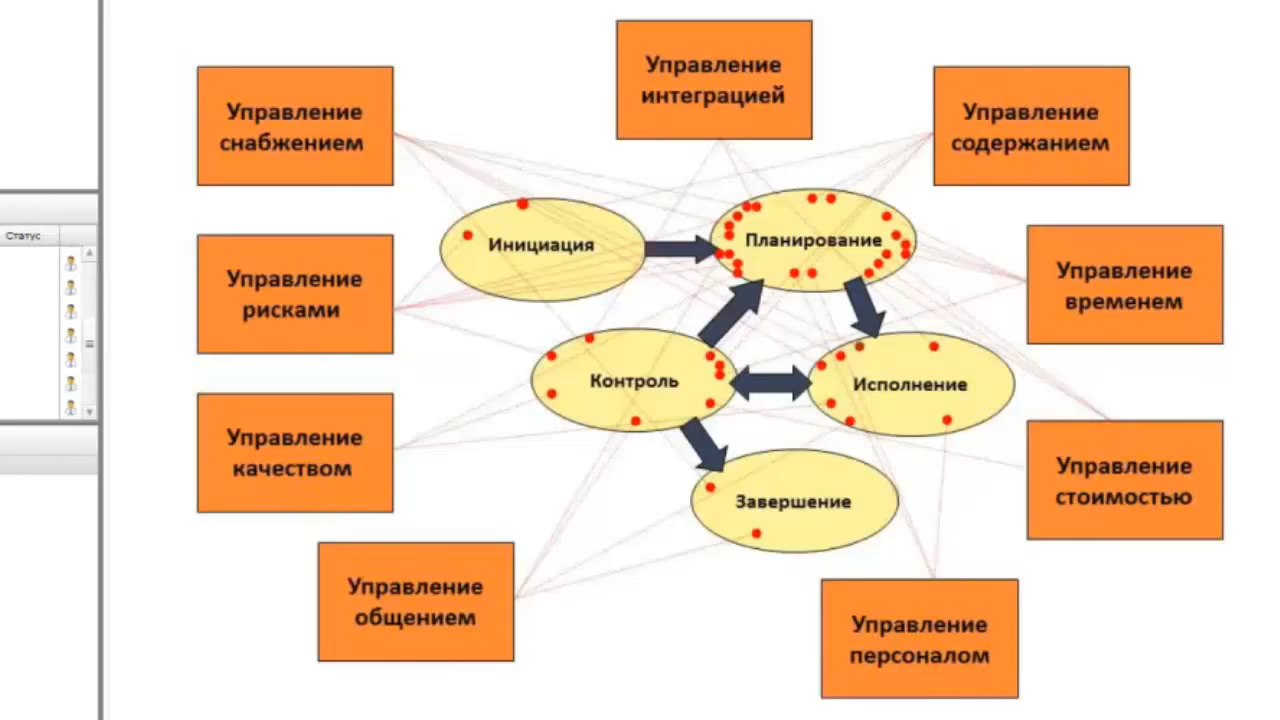 Управление
интеграцией
Управление
снабжением
Управление
содержанием
Статус
Инициация
Планирование
Управление
рисками
Управление
временем
Контроль
Исполнение
Управление
качеством
Управление
стоимостью
Завершение
Управление
общением
Управление
персоналом